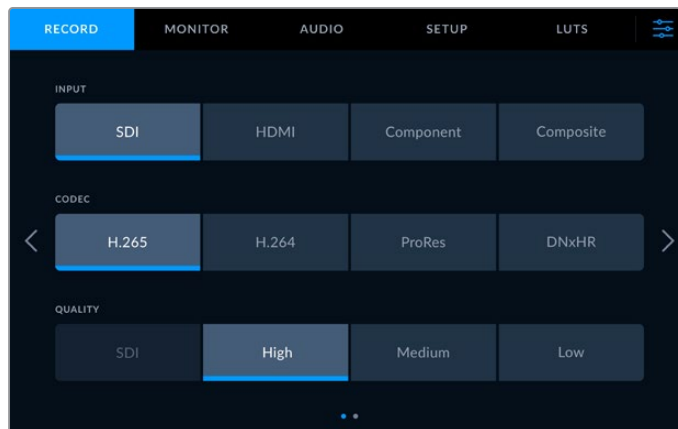 RECORD MONITOR AUDIO SETUP LUTS
INPUT
SDI HDMI Component Composite
CODEC
H.265 H.264 ProRes DNxHR
QUALITY
SDI High Medium Low